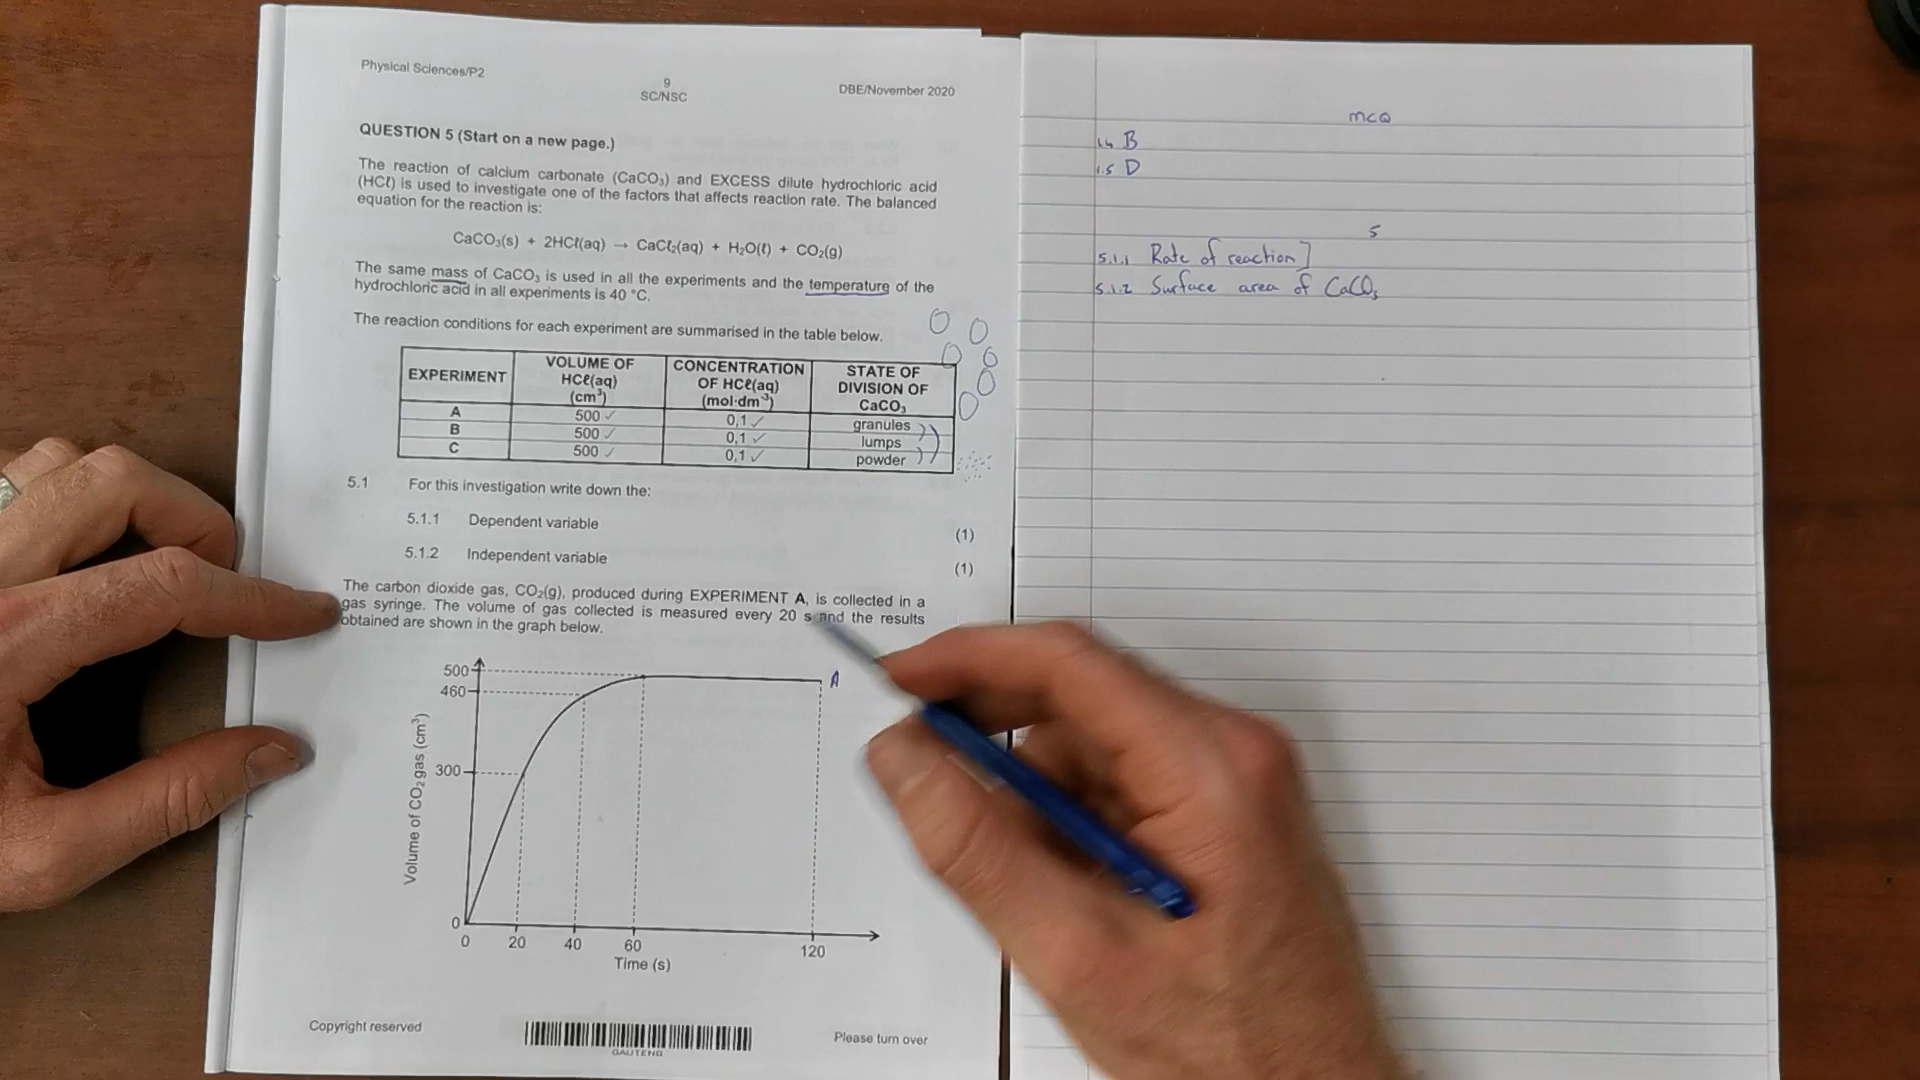 Physical Sciences/P2
9
SC/NSC
DBE/November 2020
QUESTION 5 (Start on a new page.)
The reaction of calcium carbonate (CaCO₃) and EXCESS dilute hydrochloric acid
(HCℓ) is used to investigate one of the factors that affects reaction rate. The balanced
equation for the reaction is:
CaCO₃(s) + 2HCℓ(aq) → CaCℓ₂(aq) + H₂O(ℓ) + CO₂(g)
The same mass of CaCO₃ is used in all the experiments and the temperature of the
hydrochloric acid in all experiments is 40 °C.
The reaction conditions for each experiment are summarised in the table below.
EXPERIMENT VOLUME OF HCℓ(aq) (cm³) CONCENTRATION OF HCℓ(aq) (mol·dm⁻³) STATE OF DIVISION OF CaCO₃
A 500 ✓ 0,1 ✓ granules
B 500 ✓ 0,1 ✓ lumps
C 500 ✓ 0,1 ✓ powder
5.1 For this investigation write down the:
5.1.1 Dependent variable (1)
5.1.2 Independent variable (1)
The carbon dioxide gas, CO₂(g), produced during EXPERIMENT A, is collected in a
gas syringe. The volume of gas collected is measured every 20 s and the results
obtained are shown in the graph below.
500
460
300
0
Volume of CO₂ gas (cm³)
A
0 20 40 60 120
Time (s)
Copyright reserved
GAUTENG
Please turn over
MCQ
1.4 B
1.5 D
5
5.1.1 Rate of reaction]
5.1.2 Surface area of CaCO₃